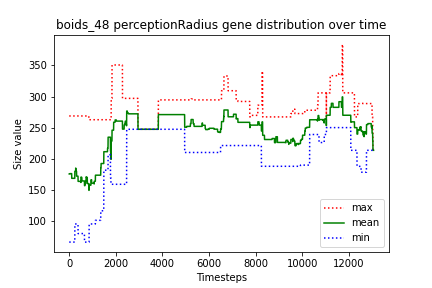 boids_48 perceptionRadius gene distribution over time
Size value
350
300
250
200
150
100
0
2000
4000
6000
8000
10000
12000
Timesteps
max
mean
min